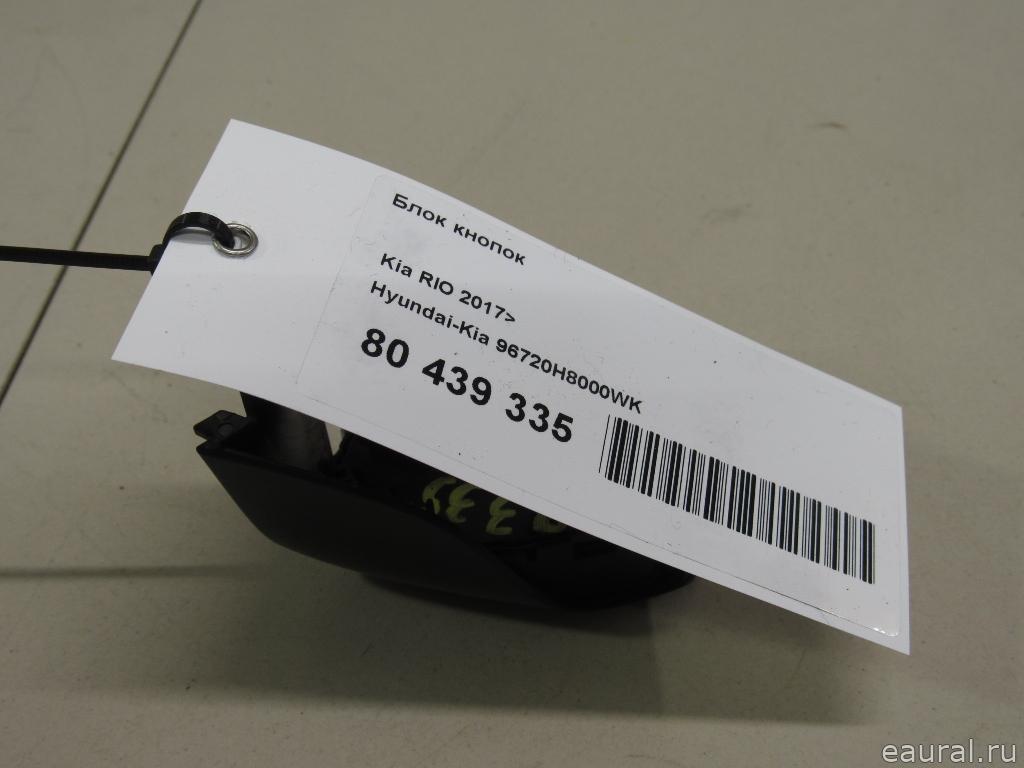 Блок кнопок
Kia RIO 2017>
Hyundai-Kia 96720H8000WK
80 439 335
eaural.ru